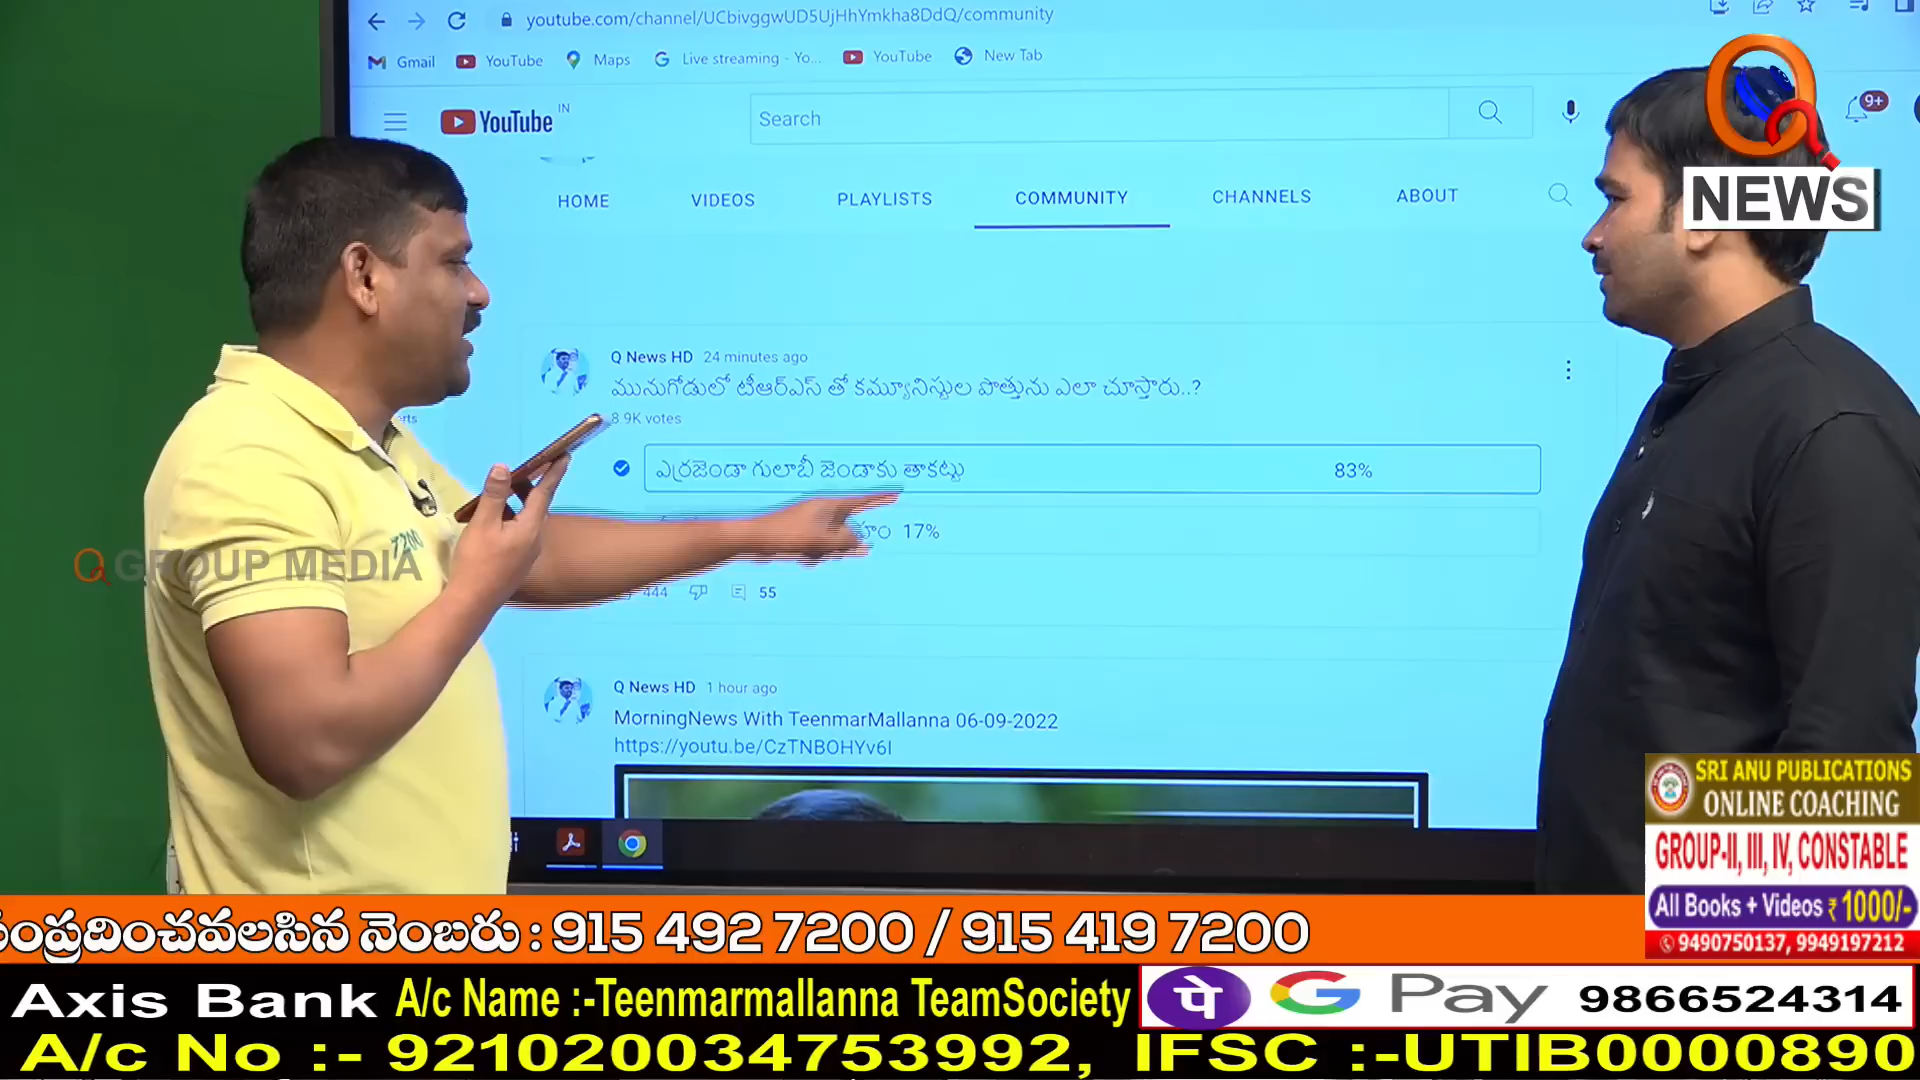 youtube.com/channel/UCbivggwUD5UjHhYmkha8DdQ/community
Gmail YouTube Maps Live streaming - Yo... YouTube New Tab
YouTube IN
Search
9+
NEWS
HOME VIDEOS PLAYLISTS COMMUNITY CHANNELS ABOUT
Q News HD 24 minutes ago
మునుగోడులో టీఆర్ఎస్ తో కమ్యూనిస్టుల పొత్తును ఎలా చూస్తారు..?
8.9K votes
ఎర్రజెండా గులాబీ జెండాకు తాకట్టు 83%
17%
444 55
7200
Q GROUP MEDIA
Q News HD 1 hour ago
MorningNews With TeenmarMallanna 06-09-2022
https://youtu.be/CzTNBOHYv6I
SRI ANU PUBLICATIONS
ONLINE COACHING
GROUP-II, III, IV, CONSTABLE
All Books + Videos ₹ 1000/-
9490750137, 9949197212
సంప్రదించవలసిన నెంబరు : 915 492 7200 / 915 419 7200
Axis Bank A/c Name :-Teenmarmallanna TeamSociety
पे G Pay 9866524314
A/c No :- 921020034753992, IFSC :-UTIB0000890